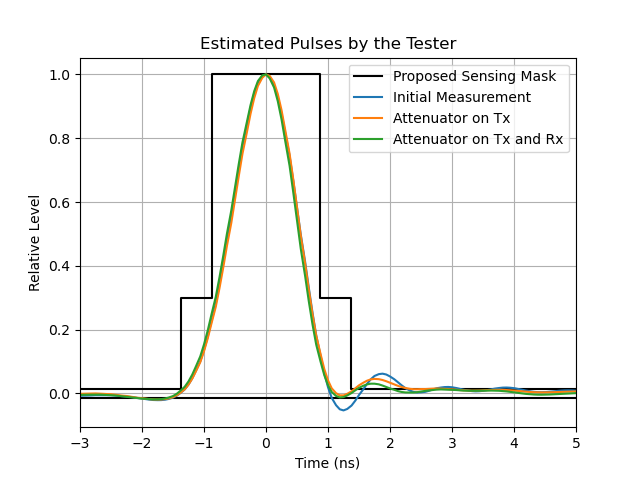 Estimated Pulses by the Tester
Proposed Sensing Mask
Initial Measurement
Attenuator on Tx
Attenuator on Tx and Rx
Relative Level
1.0
0.8
0.6
0.4
0.2
0.0
−3 −2 −1 0 1 2 3 4 5
Time (ns)